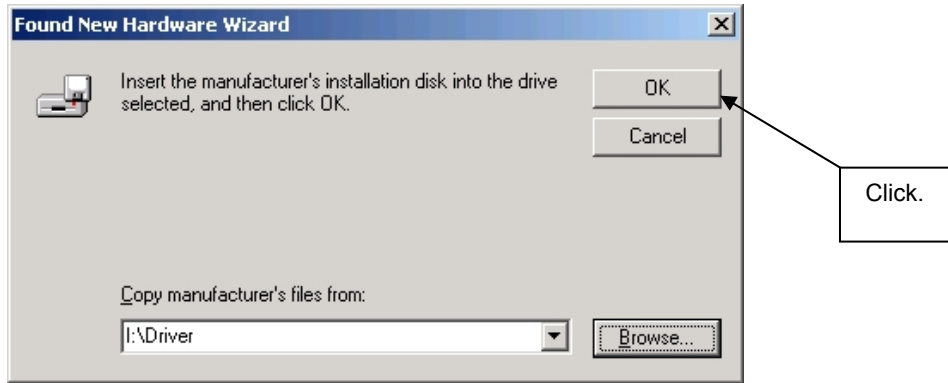 Found New Hardware Wizard
Insert the manufacturer's installation disk into the drive
selected, and then click OK.
OK
Cancel
Click.
Copy manufacturer's files from:
I:\Driver
Browse...